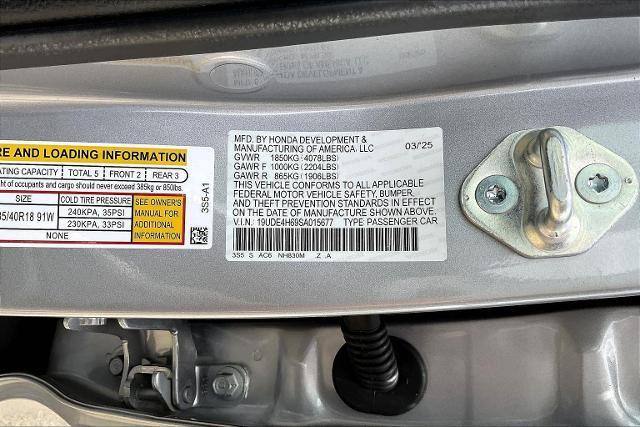 RE AND LOADING INFORMATION
ATING CAPACITY TOTAL 5 FRONT 2 REAR 3
ht of occupants and cargo should never exceed 385kg or 850lbs.
SIZE COLD TIRE PRESSURE
5/40R18 91W 240KPA, 35PSI
230KPA, 33PSI
NONE
SEE OWNER'S
MANUAL FOR
ADDITIONAL
INFORMATION
3S5-A1
MFD. BY HONDA DEVELOPMENT &
MANUFACTURING OF AMERICA, LLC 03/25
GVWR 1850KG (4078LBS)
GAWR F 1000KG (2204LBS)
GAWR R 865KG (1906LBS)
THIS VEHICLE CONFORMS TO ALL APPLICABLE
FEDERAL MOTOR VEHICLE SAFETY, BUMPER,
AND THEFT PREVENTION STANDARDS IN EFFECT
ON THE DATE OF MANUFACTURE SHOWN ABOVE.
V.I.N: 19UDE4H69SA015677 TYPE: PASSENGER CAR
3S5 S AC6 NH830M .Z .A